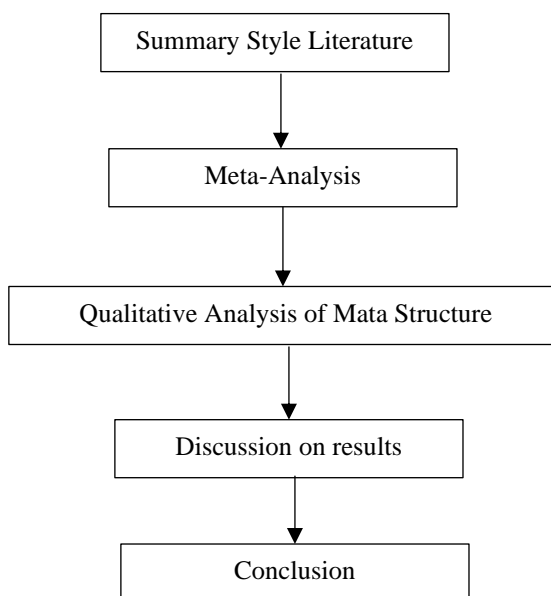 Summary Style Literature
Meta-Analysis
Qualitative Analysis of Mata Structure
Discussion on results
Conclusion